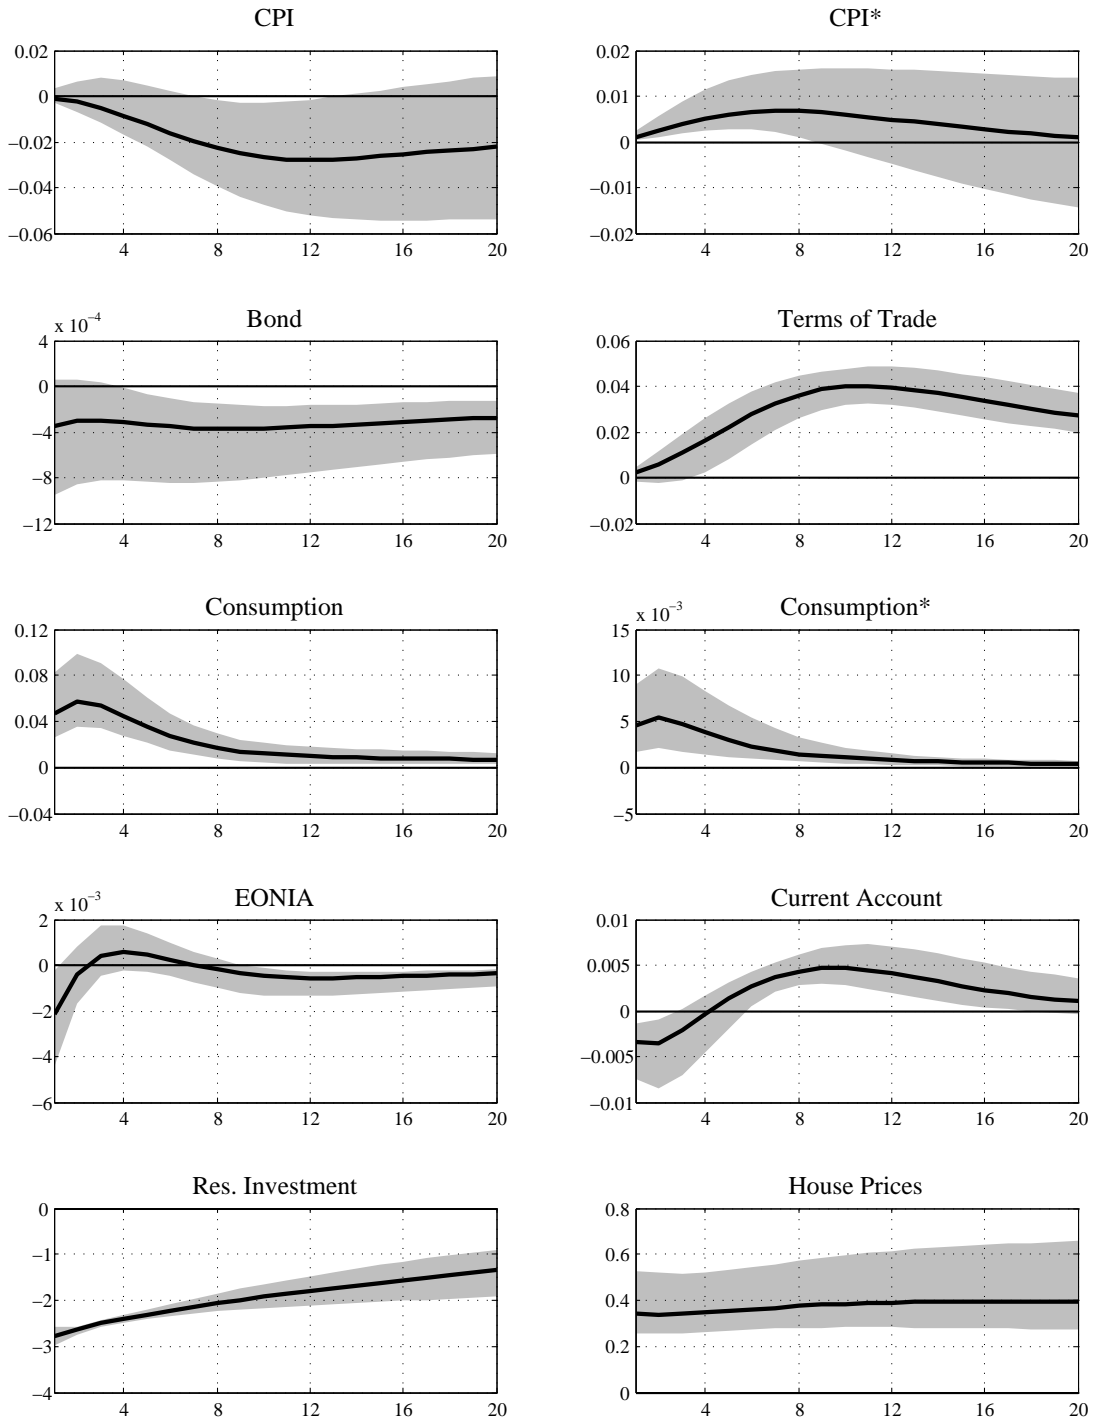 CPI
0.02
0
−0.02
−0.04
−0.06
4 8 12 16 20
CPI*
0.02
0.01
0
−0.01
−0.02
4 8 12 16 20
Bond
x 10−4
4
0
−4
−8
−12
4 8 12 16 20
Terms of Trade
0.06
0.04
0.02
0
−0.02
4 8 12 16 20
Consumption
0.12
0.08
0.04
0
−0.04
4 8 12 16 20
Consumption*
x 10−3
15
10
5
0
−5
4 8 12 16 20
EONIA
x 10−3
2
0
−2
−4
−6
4 8 12 16 20
Current Account
0.01
0.005
0
−0.005
−0.01
4 8 12 16 20
Res. Investment
0
−1
−2
−3
−4
4 8 12 16 20
House Prices
0.8
0.6
0.4
0.2
0
4 8 12 16 20